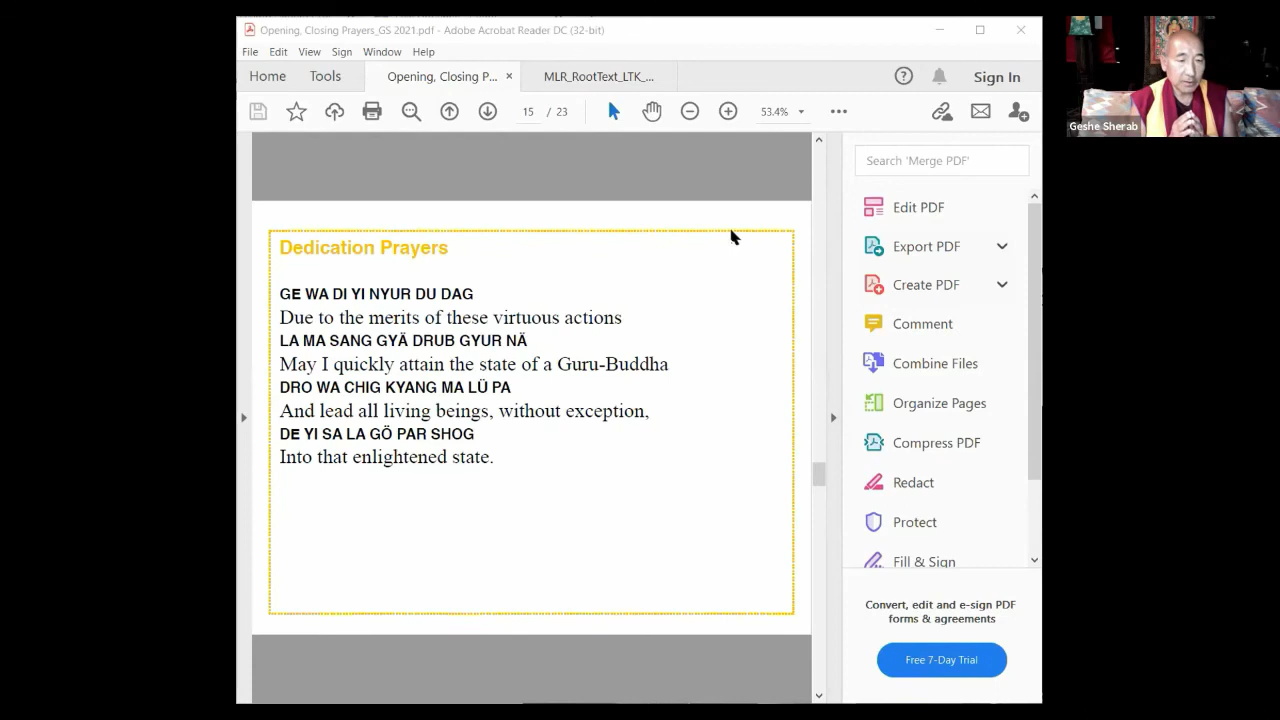 Opening, Closing Prayers_GS 2021.pdf - Adobe Acrobat Reader DC (32-bit)
File Edit View Sign Window Help
Home Tools Opening, Closing P... × MLR_RootText_LTK_... Sign In
15 / 23 53.4%
Geshe Sherab
Search 'Merge PDF'
Dedication Prayers
GE WA DI YI NYUR DU DAG
Due to the merits of these virtuous actions
LA MA SANG GYÄ DRUB GYUR NÄ
May I quickly attain the state of a Guru-Buddha
DRO WA CHIG KYANG MA LÜ PA
And lead all living beings, without exception,
DE YI SA LA GÖ PAR SHOG
Into that enlightened state.
Edit PDF
Export PDF
Create PDF
Comment
Combine Files
Organize Pages
Compress PDF
Redact
Protect
Fill & Sign
Convert, edit and e-sign PDF
forms & agreements
Free 7-Day Trial